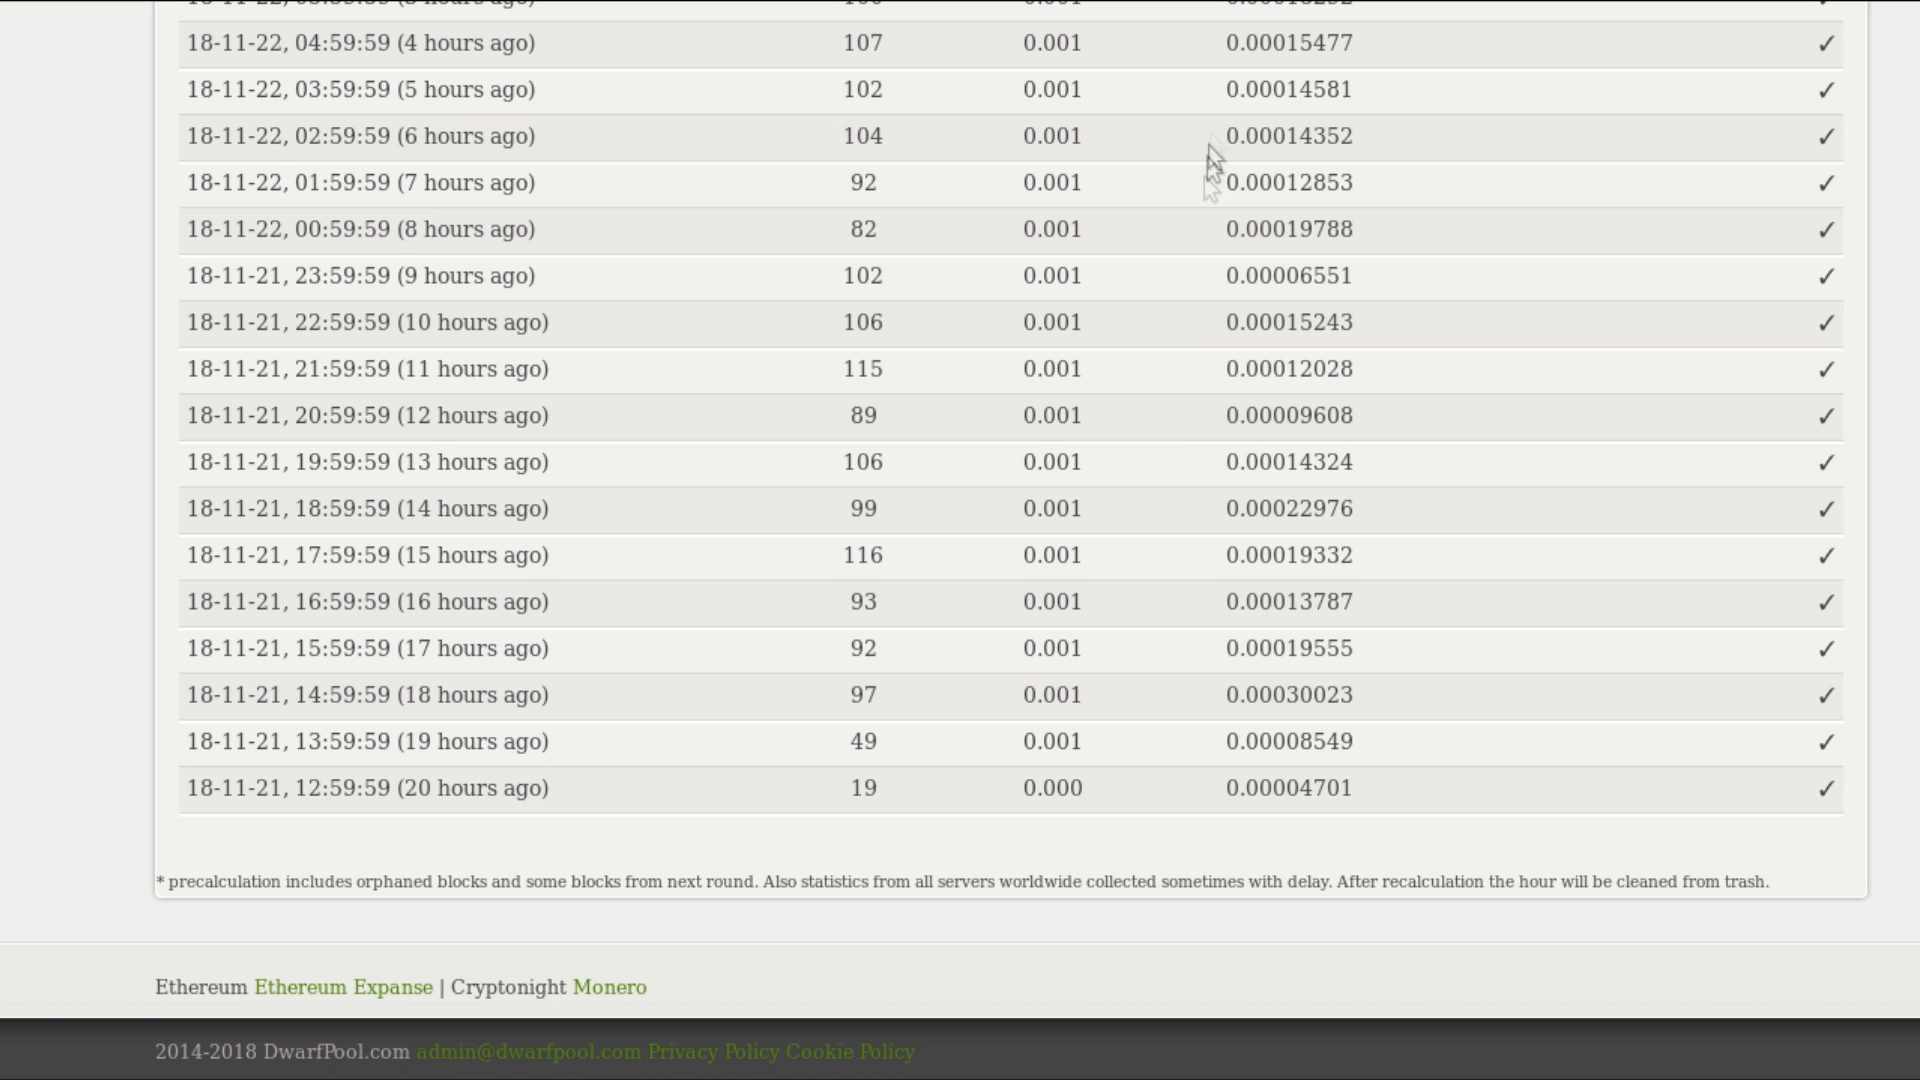 18-11-22, 04:59:59 (4 hours ago) 107 0.001 0.00015477 ✓
18-11-22, 03:59:59 (5 hours ago) 102 0.001 0.00014581 ✓
18-11-22, 02:59:59 (6 hours ago) 104 0.001 0.00014352 ✓
18-11-22, 01:59:59 (7 hours ago) 92 0.001 0.00012853 ✓
18-11-22, 00:59:59 (8 hours ago) 82 0.001 0.00019788 ✓
18-11-21, 23:59:59 (9 hours ago) 102 0.001 0.00006551 ✓
18-11-21, 22:59:59 (10 hours ago) 106 0.001 0.00015243 ✓
18-11-21, 21:59:59 (11 hours ago) 115 0.001 0.00012028 ✓
18-11-21, 20:59:59 (12 hours ago) 89 0.001 0.00009608 ✓
18-11-21, 19:59:59 (13 hours ago) 106 0.001 0.00014324 ✓
18-11-21, 18:59:59 (14 hours ago) 99 0.001 0.00022976 ✓
18-11-21, 17:59:59 (15 hours ago) 116 0.001 0.00019332 ✓
18-11-21, 16:59:59 (16 hours ago) 93 0.001 0.00013787 ✓
18-11-21, 15:59:59 (17 hours ago) 92 0.001 0.00019555 ✓
18-11-21, 14:59:59 (18 hours ago) 97 0.001 0.00030023 ✓
18-11-21, 13:59:59 (19 hours ago) 49 0.001 0.00008549 ✓
18-11-21, 12:59:59 (20 hours ago) 19 0.000 0.00004701 ✓
* precalculation includes orphaned blocks and some blocks from next round. Also statistics from all servers worldwide collected sometimes with delay. After recalculation the hour will be cleaned from trash.
Ethereum Ethereum Expanse | Cryptonight Monero
2014-2018 DwarfPool.com admin@dwarfpool.com Privacy Policy Cookie Policy